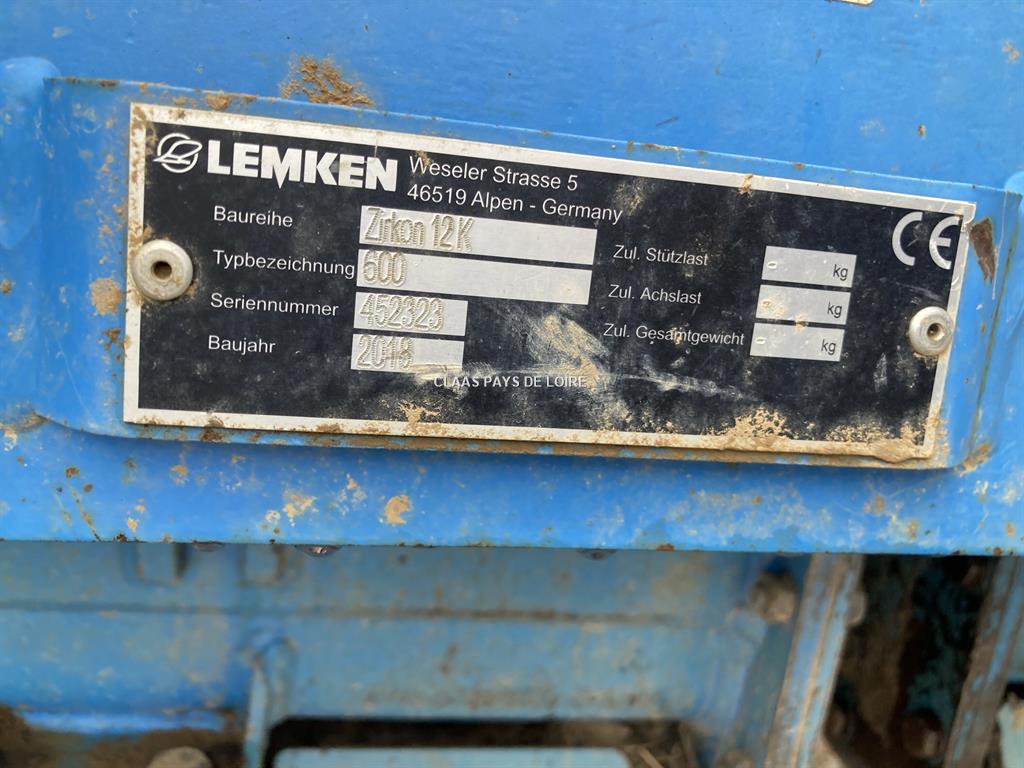 LEMKEN Weseler Strasse 5
46519 Alpen - Germany
Baureihe Zirkon 12K
Typbezeichnung 600
Seriennummer 452323
Baujahr 2018
Zul. Stützlast - kg
Zul. Achslast - kg
Zul. Gesamtgewicht - kg
CE
CLAAS PAYS DE LOIRE